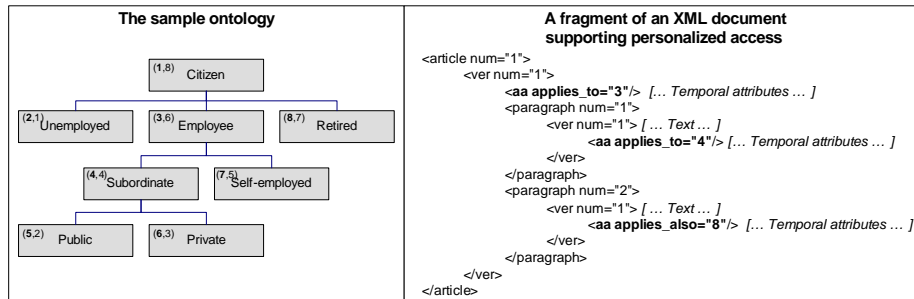 The sample ontology
(1,8) Citizen
(2,1) Unemployed
(3,6) Employee
(8,7) Retired
(4,4) Subordinate
(7,5) Self-employed
(5,2) Public
(6,3) Private
A fragment of an XML document
supporting personalized access
<article num="1">
<ver num="1">
<aa applies_to="3"/> [... Temporal attributes ... ]
<paragraph num="1">
<ver num="1"> [ ... Text ... ]
<aa applies_to="4"/> [... Temporal attributes ... ]
</ver>
</paragraph>
<paragraph num="2">
<ver num="1"> [ ... Text ... ]
<aa applies_also="8"/> [... Temporal attributes ... ]
</ver>
</paragraph>
</ver>
</article>